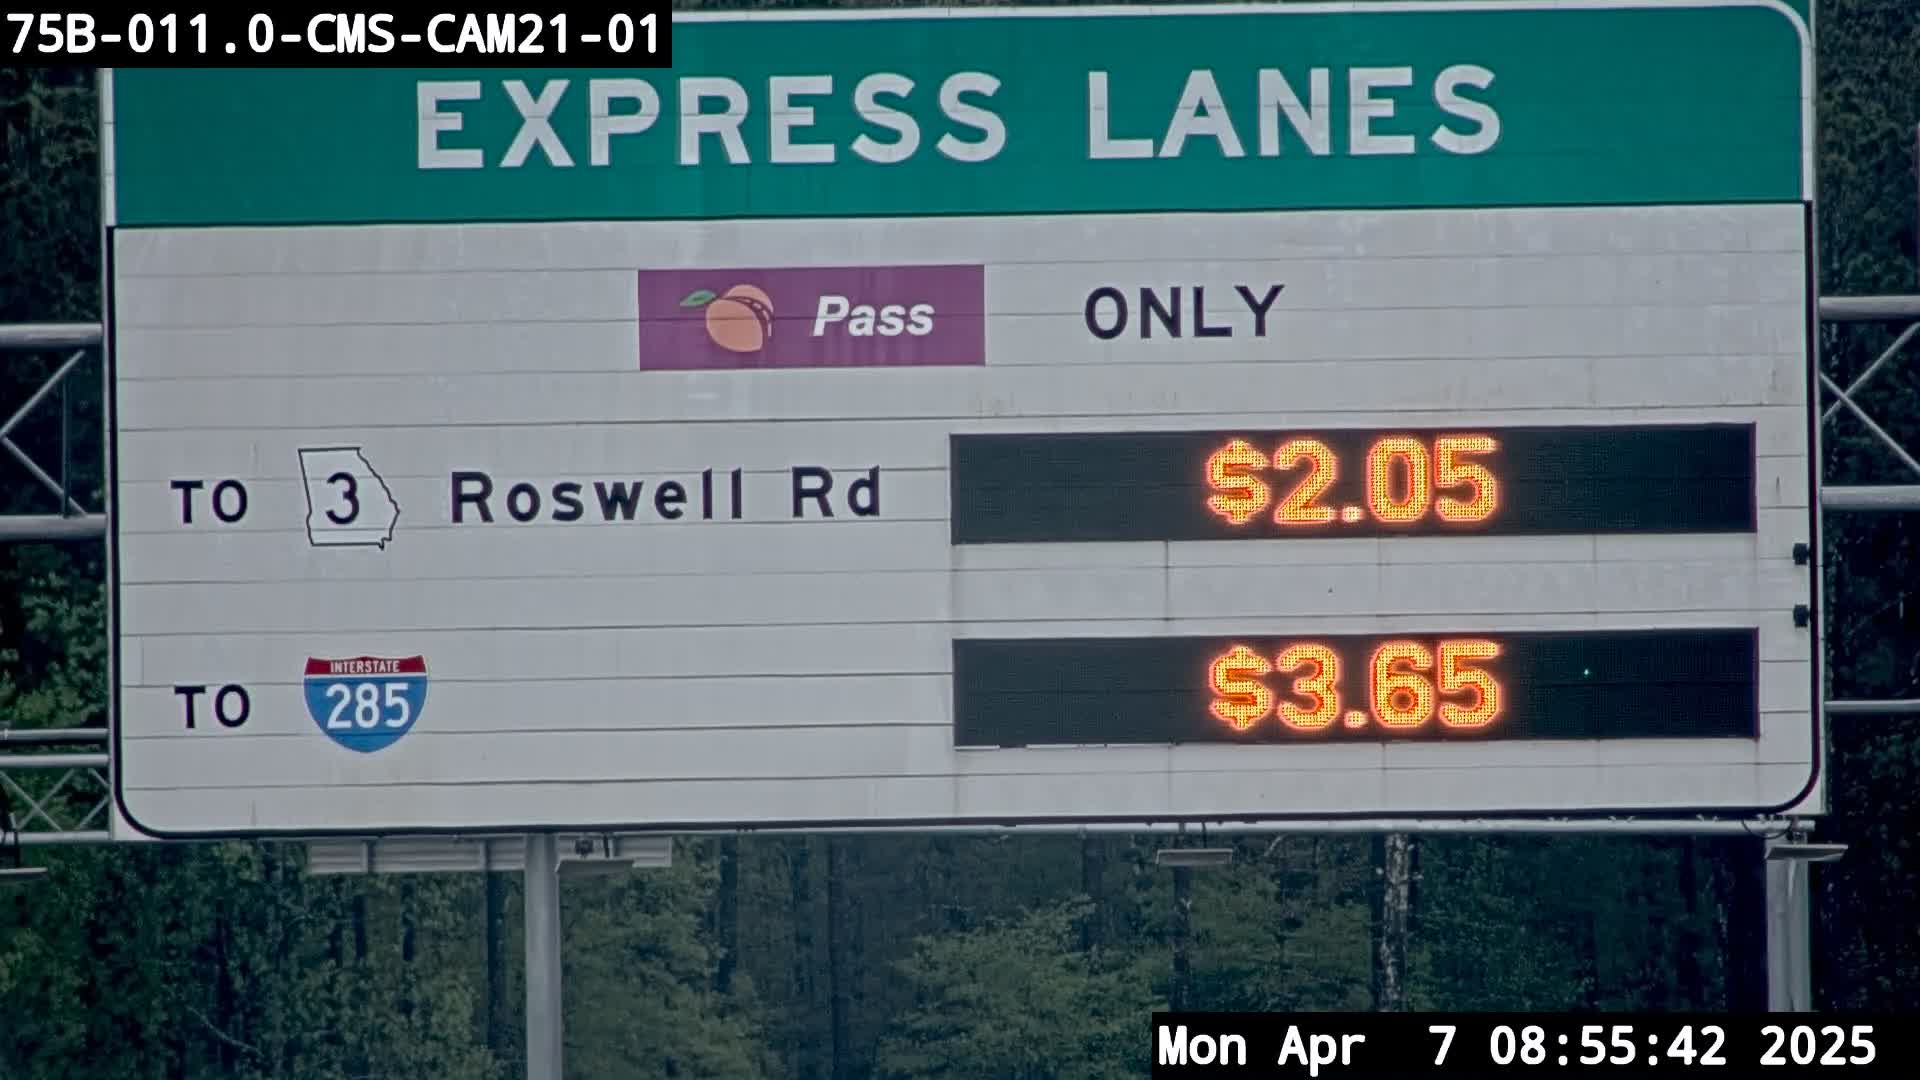 75B-011.0-CMS-CAM21-01
EXPRESS LANES
Pass ONLY
TO 3 Roswell Rd $2.05
TO INTERSTATE 285 $3.65
Mon Apr 7 08:55:42 2025